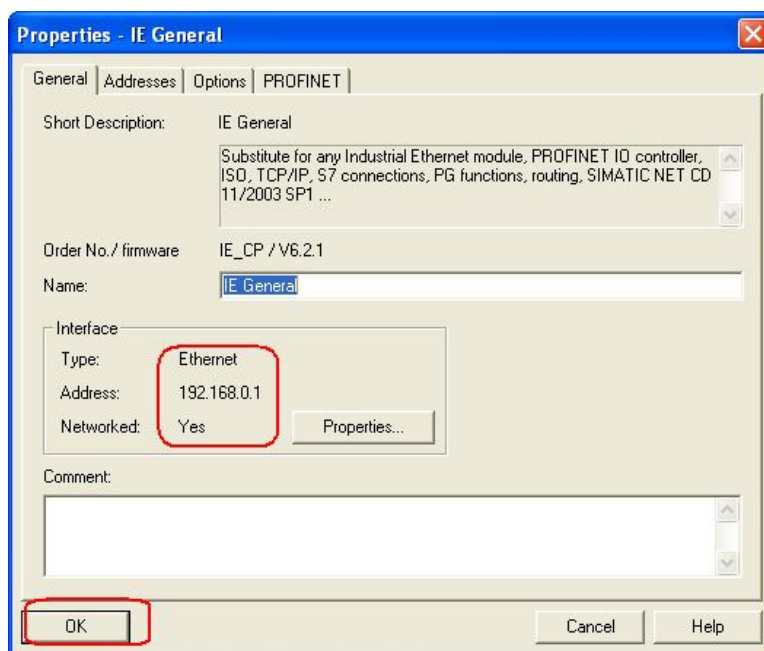 Properties - IE General
General Addresses Options PROFINET
Short Description: IE General
Substitute for any Industrial Ethernet module, PROFINET IO controller,
ISO, TCP/IP, S7 connections, PG functions, routing, SIMATIC NET CD
11/2003 SP1 ...
Order No./ firmware IE_CP / V6.2.1
Name: IE General
Interface
Type: Ethernet
Address: 192.168.0.1
Networked: Yes Properties...
Comment:
OK Cancel Help